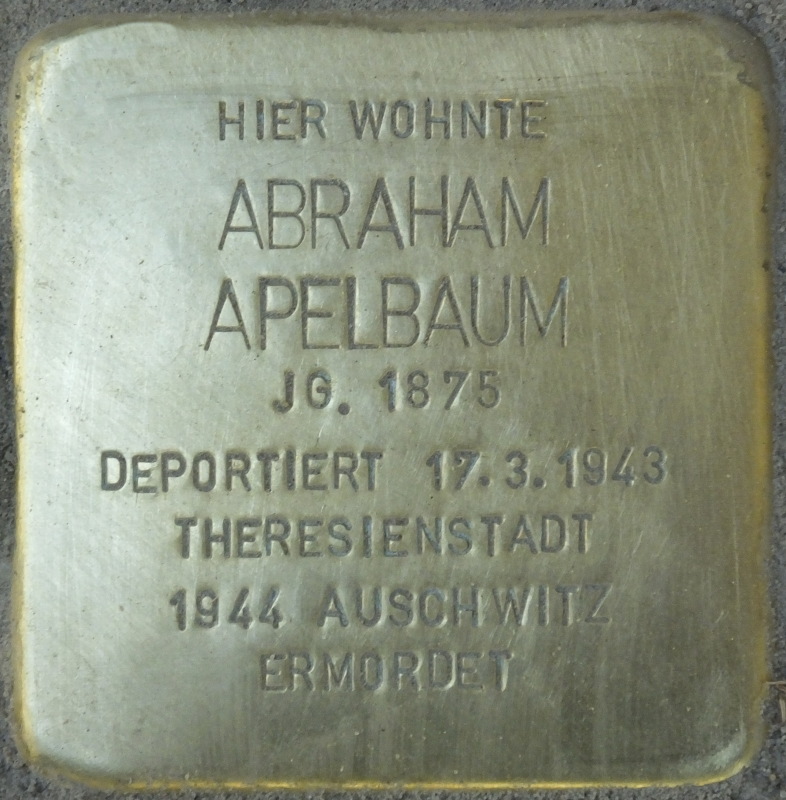 HIER WOHNTE
ABRAHAM
APELBAUM
JG. 1875
DEPORTIERT 17.3.1943
THERESIENSTADT
1944 AUSCHWITZ
ERMORDET